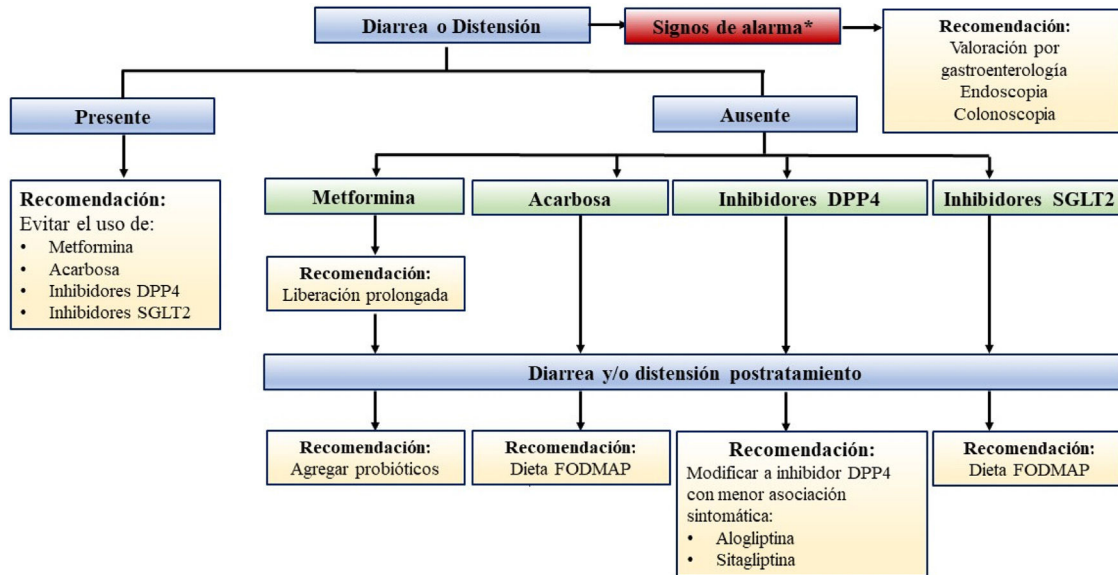 Diarrea o Distensión
Signos de alarma*
Recomendación:
Valoración por
gastroenterología
Endoscopia
Colonoscopia
Presente
Ausente
Recomendación:
Evitar el uso de:
• Metformina
• Acarbosa
• Inhibidores DPP4
• Inhibidores SGLT2
Metformina
Acarbosa
Inhibidores DPP4
Inhibidores SGLT2
Recomendación:
Liberación prolongada
Diarrea y/o distensión postratamiento
Recomendación:
Agregar probióticos
Recomendación:
Dieta FODMAP
Recomendación:
Modificar a inhibidor DPP4
con menor asociación
sintomática:
• Alogliptina
• Sitagliptina
Recomendación:
Dieta FODMAP